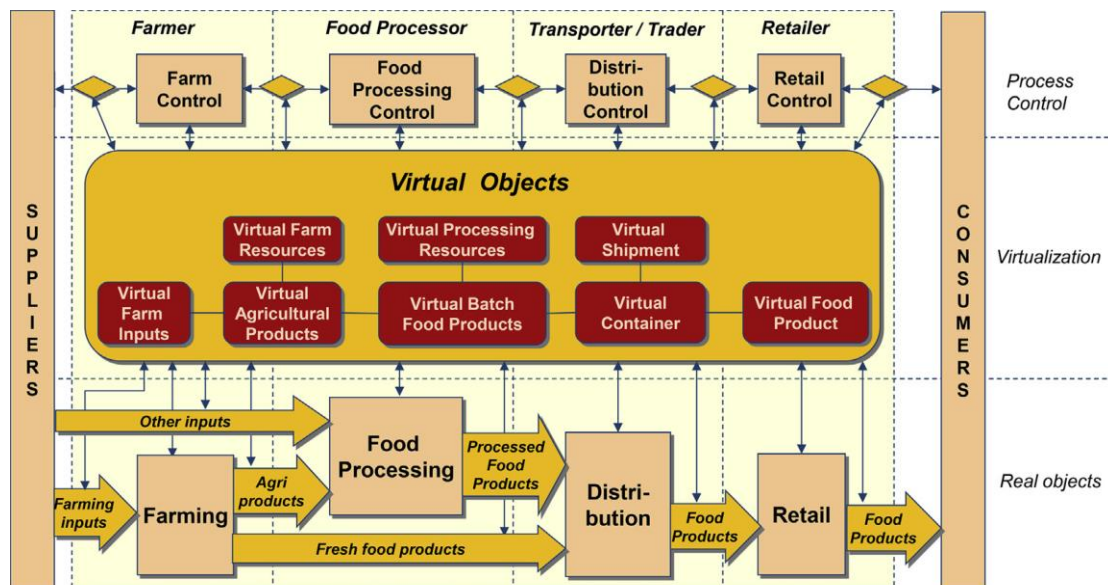 Farmer
Food Processor
Transporter / Trader
Retailer
Farm
Control
Food
Processing
Control
Distri-
bution
Control
Retail
Control
Process
Control
SUPPLIERS
CONSUMERS
Virtual Objects
Virtual Farm
Resources
Virtual Processing
Resources
Virtual
Shipment
Virtualization
Virtual
Farm
Inputs
Virtual
Agricultural
Products
Virtual Batch
Food Products
Virtual
Container
Virtual Food
Product
Other inputs
Food
Processing
Processed
Food
Products
Farming
inputs
Farming
Agri
products
Distri-
bution
Food
Products
Retail
Food
Products
Real objects
Fresh food products